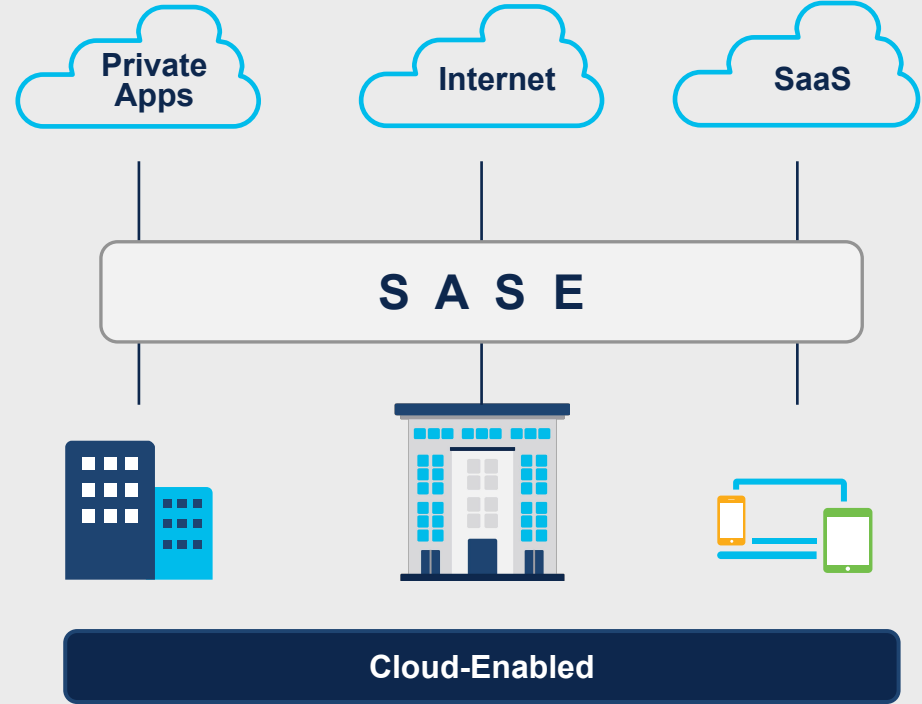 Private
Apps
Internet
SaaS
S A S E
Cloud-Enabled